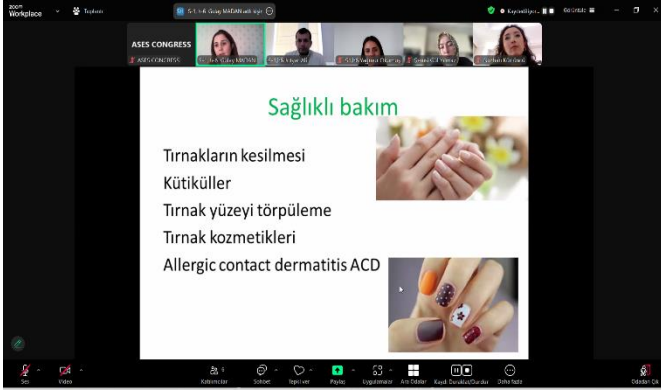 zoom
Workplace
Toplantı
ASES CONGRESS
ASES CONGRESS
Sağlıklı bakım
Tırnakların kesilmesi
Kütiküller
Tırnak yüzeyi törpüleme
Tırnak kozmetikleri
Allergic contact dermatitis ACD
Ses
Video
Katılımcılar
Sohbet
Tepki ver
Paylaş
Uygulamalar
Ara Odalar
Kaydı Duraklat/Durdur
Daha fazla